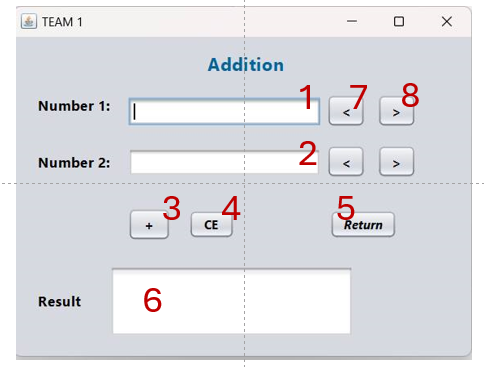 TEAM 1
Addition
Number 1: 1 < 7 > 8
Number 2: 2 < >
+ 3 CE 4 Return 5
Result 6